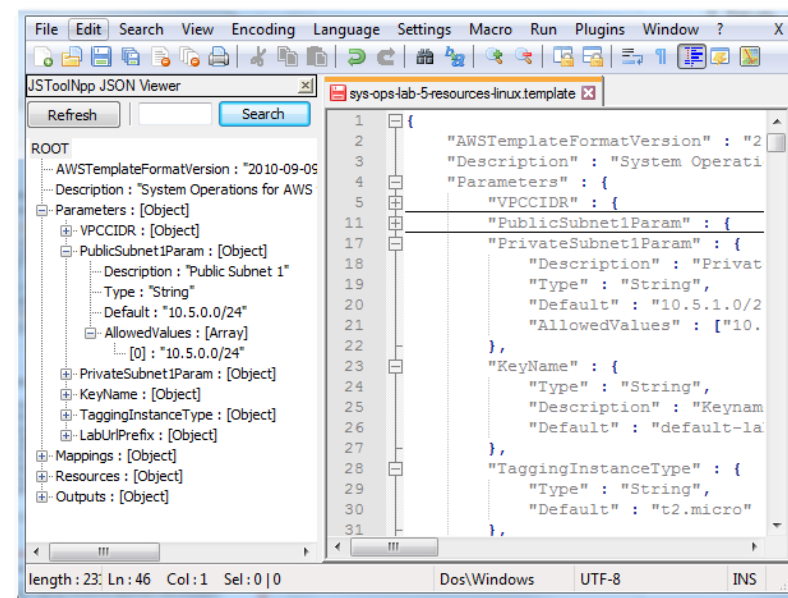 File Edit Search View Encoding Language Settings Macro Run Plugins Window ? X
JSToolNpp JSON Viewer
Refresh Search
ROOT
AWSTemplateFormatVersion : "2010-09-09
Description : "System Operations for AWS
Parameters : [Object]
VPCCIDR : [Object]
PublicSubnet1Param : [Object]
Description : "Public Subnet 1"
Type : "String"
Default : "10.5.0.0/24"
AllowedValues : [Array]
[0] : "10.5.0.0/24"
PrivateSubnet1Param : [Object]
KeyName : [Object]
TaggingInstanceType : [Object]
LabUrlPrefix : [Object]
Mappings : [Object]
Resources : [Object]
Outputs : [Object]
sys-ops-lab-5-resources-linux.template
1 {
2 "AWSTemplateFormatVersion" : "2
3 "Description" : "System Operati
4 "Parameters" : {
5 "VPCCIDR" : {
11 "PublicSubnet1Param" : {
17 "PrivateSubnet1Param" : {
18 "Description" : "Privat
19 "Type" : "String",
20 "Default" : "10.5.1.0/2
21 "AllowedValues" : ["10.
22 },
23 "KeyName" : {
24 "Type" : "String",
25 "Description" : "Keynam
26 "Default" : "default-la
27 },
28 "TaggingInstanceType" : {
29 "Type" : "String",
30 "Default" : "t2.micro"
31 },
length : 23 Ln : 46 Col : 1 Sel : 0 | 0 Dos\Windows UTF-8 INS